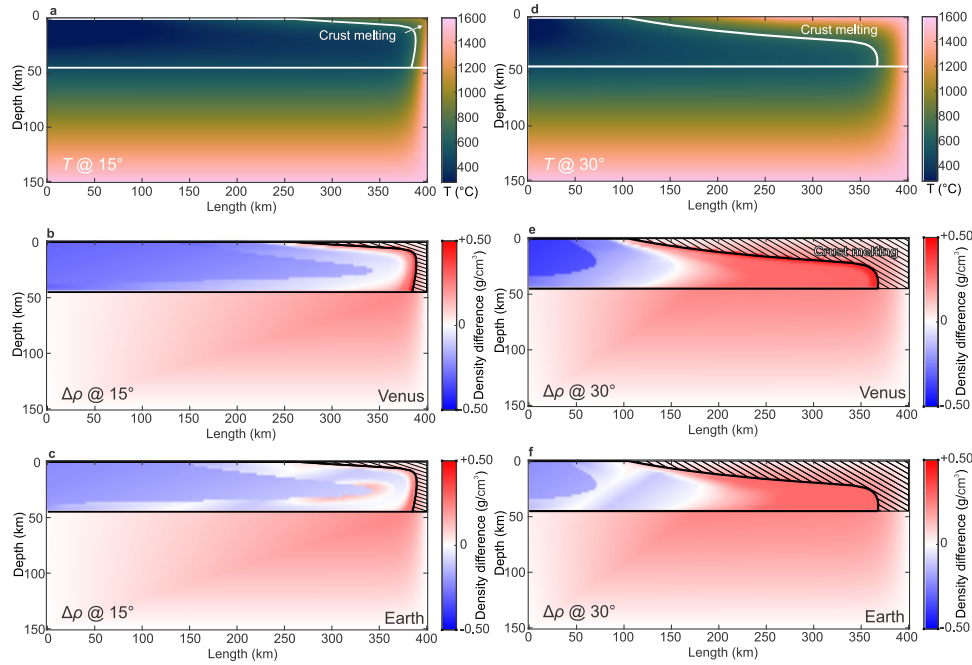 a
0
50
100
150
Depth (km)
Crust melting
T @ 15°
0 50 100 150 200 250 300 350 400
Length (km)
1600
1400
1200
1000
800
600
400
T (°C)
d
0
50
100
150
Depth (km)
Crust melting
T @ 30°
0 50 100 150 200 250 300 350 400
Length (km)
1600
1400
1200
1000
800
600
400
T (°C)
b
0
50
100
150
Depth (km)
Δρ @ 15°
Venus
0 50 100 150 200 250 300 350 400
Length (km)
+0.50
0
-0.50
Density difference (g/cm³)
e
0
50
100
150
Depth (km)
Crust melting
Δρ @ 30°
Venus
0 50 100 150 200 250 300 350 400
Length (km)
+0.50
0
-0.50
Density difference (g/cm³)
c
0
50
100
150
Depth (km)
Δρ @ 15°
Earth
0 50 100 150 200 250 300 350 400
Length (km)
+0.50
0
-0.50
Density difference (g/cm³)
f
0
50
100
150
Depth (km)
Δρ @ 30°
Earth
0 50 100 150 200 250 300 350 400
Length (km)
+0.50
0
-0.50
Density difference (g/cm³)